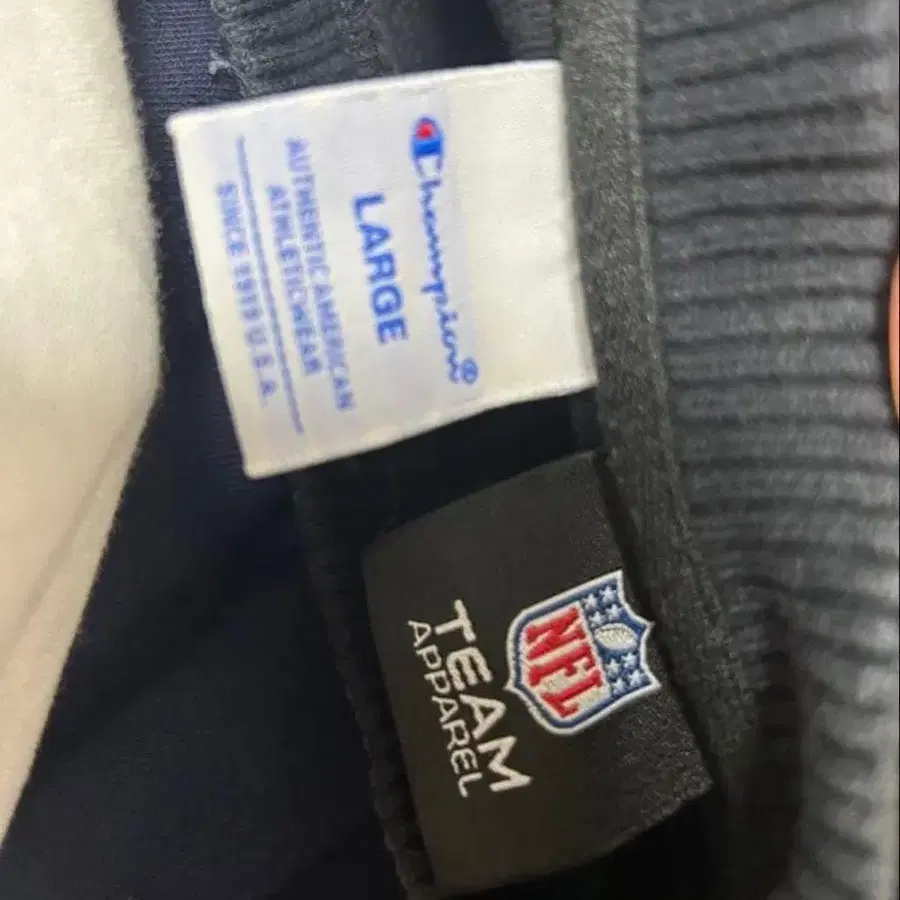 Champion®
LARGE
AUTHENTIC AMERICAN
ATHLETICWEAR
SINCE 1919 U.S.A.
NFL
TEAM
APPAREL